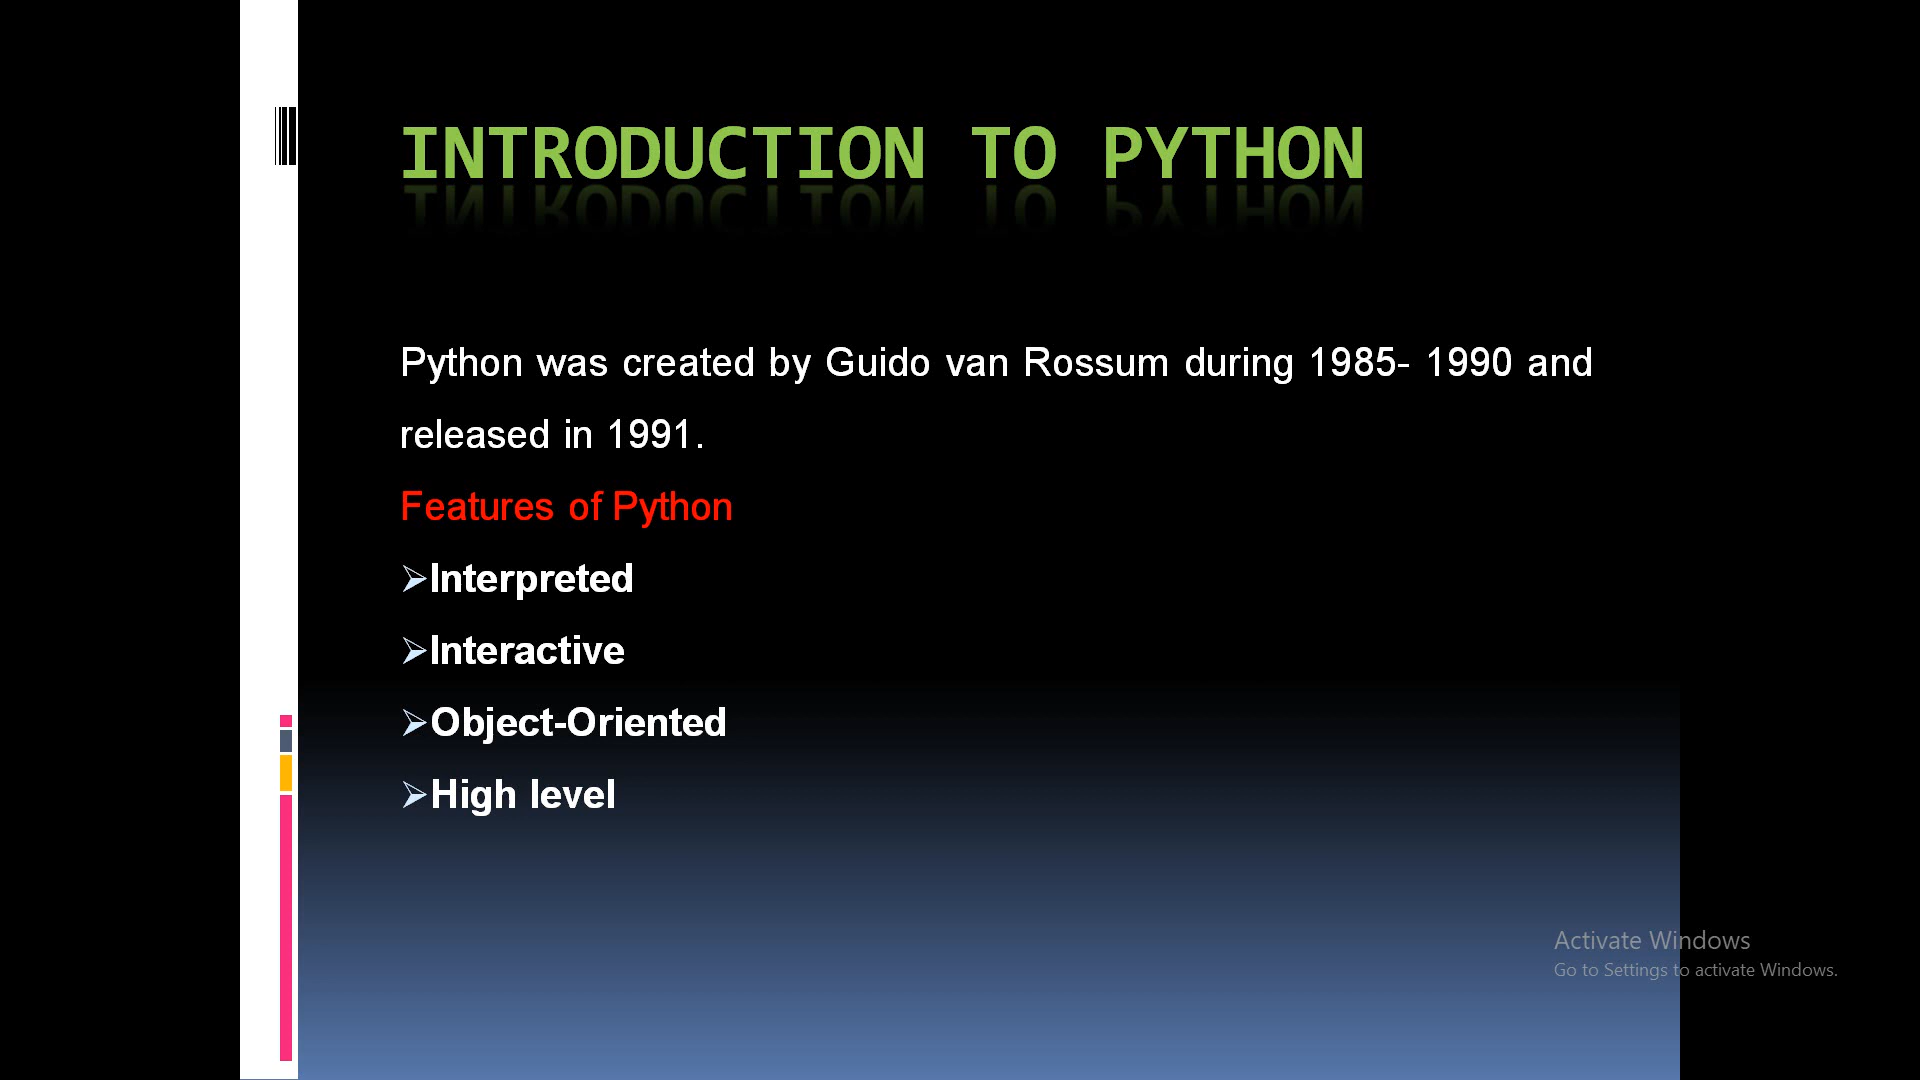 INTRODUCTION TO PYTHON
Python was created by Guido van Rossum during 1985- 1990 and
released in 1991.
Features of Python
➢Interpreted
➢Interactive
➢Object-Oriented
➢High level
Activate Windows
Go to Settings to activate Windows.